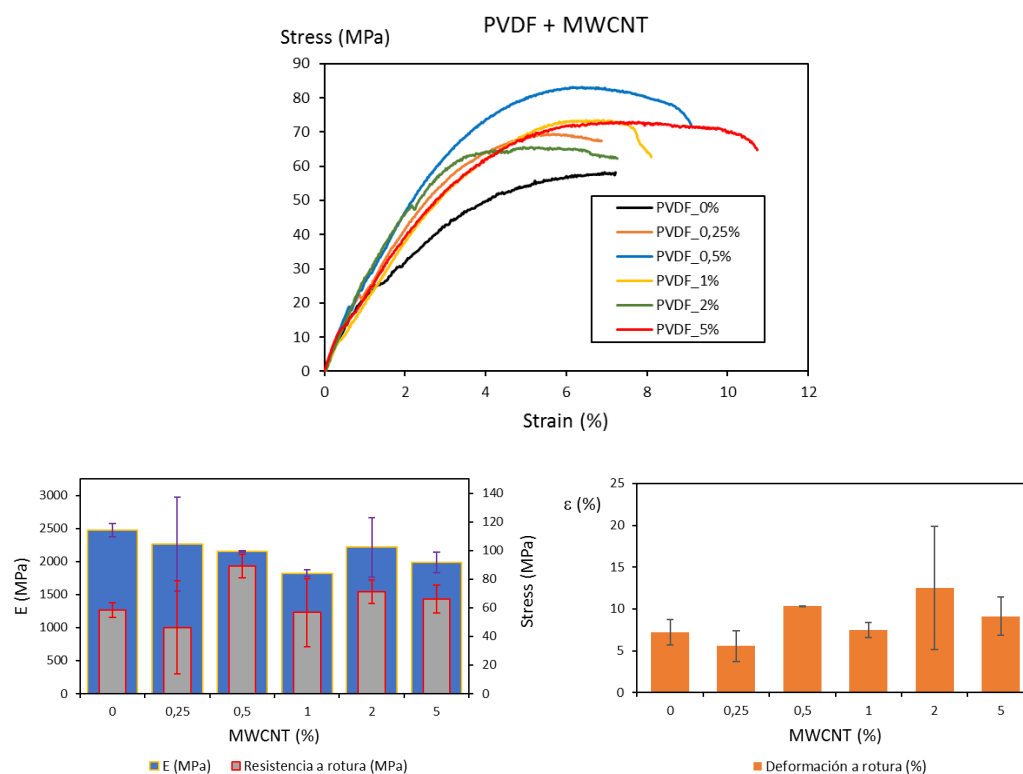 PVDF + MWCNT
Stress (MPa)
90
80
70
60
50
40
30
20
10
0
0 2 4 6 8 10 12
Strain (%)
PVDF_0%
PVDF_0,25%
PVDF_0,5%
PVDF_1%
PVDF_2%
PVDF_5%
E (MPa)
3000
2500
2000
1500
1000
500
0
140
120
100
80
60
40
20
0
Stress (MPa)
0 0,25 0,5 1 2 5
MWCNT (%)
E (MPa) Resistencia a rotura (MPa)
ε (%)
25
20
15
10
5
0
0 0,25 0,5 1 2 5
MWCNT (%)
Deformación a rotura (%)